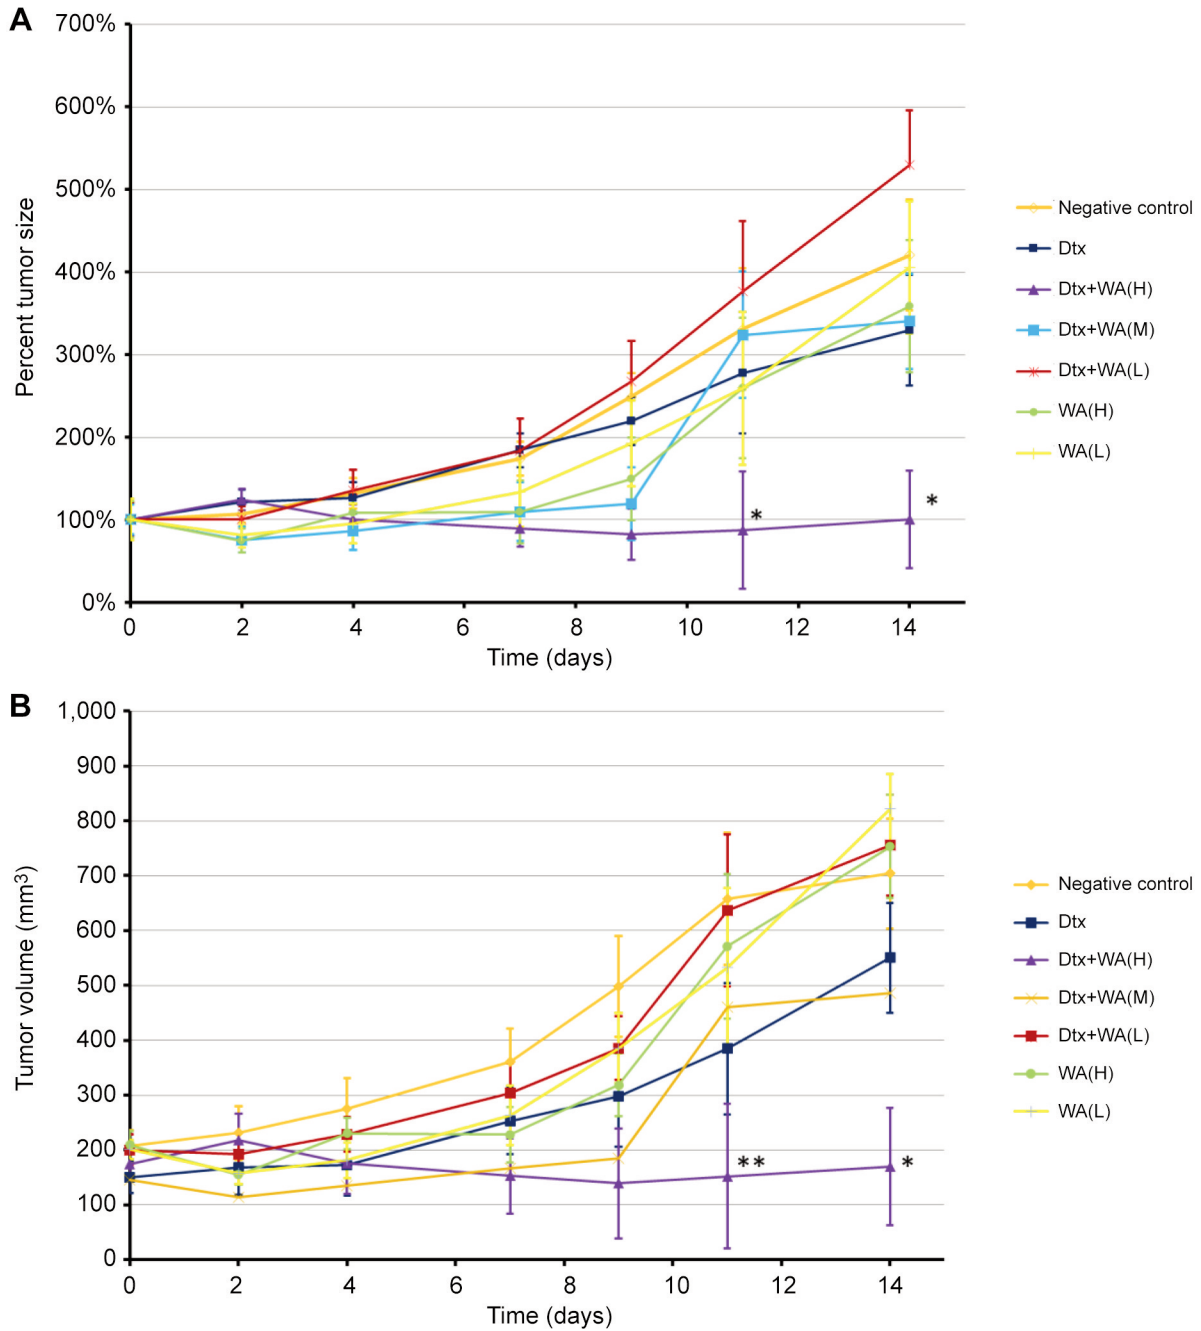 A
700%
600%
500%
400%
300%
200%
100%
0%
Percent tumor size
0 2 4 6 8 10 12 14
Time (days)
*
*
Negative control
Dtx
Dtx+WA(H)
Dtx+WA(M)
Dtx+WA(L)
WA(H)
WA(L)
B
1,000
900
800
700
600
500
400
300
200
100
0
Tumor volume (mm³)
0 2 4 6 8 10 12 14
Time (days)
**
*
Negative control
Dtx
Dtx+WA(H)
Dtx+WA(M)
Dtx+WA(L)
WA(H)
WA(L)